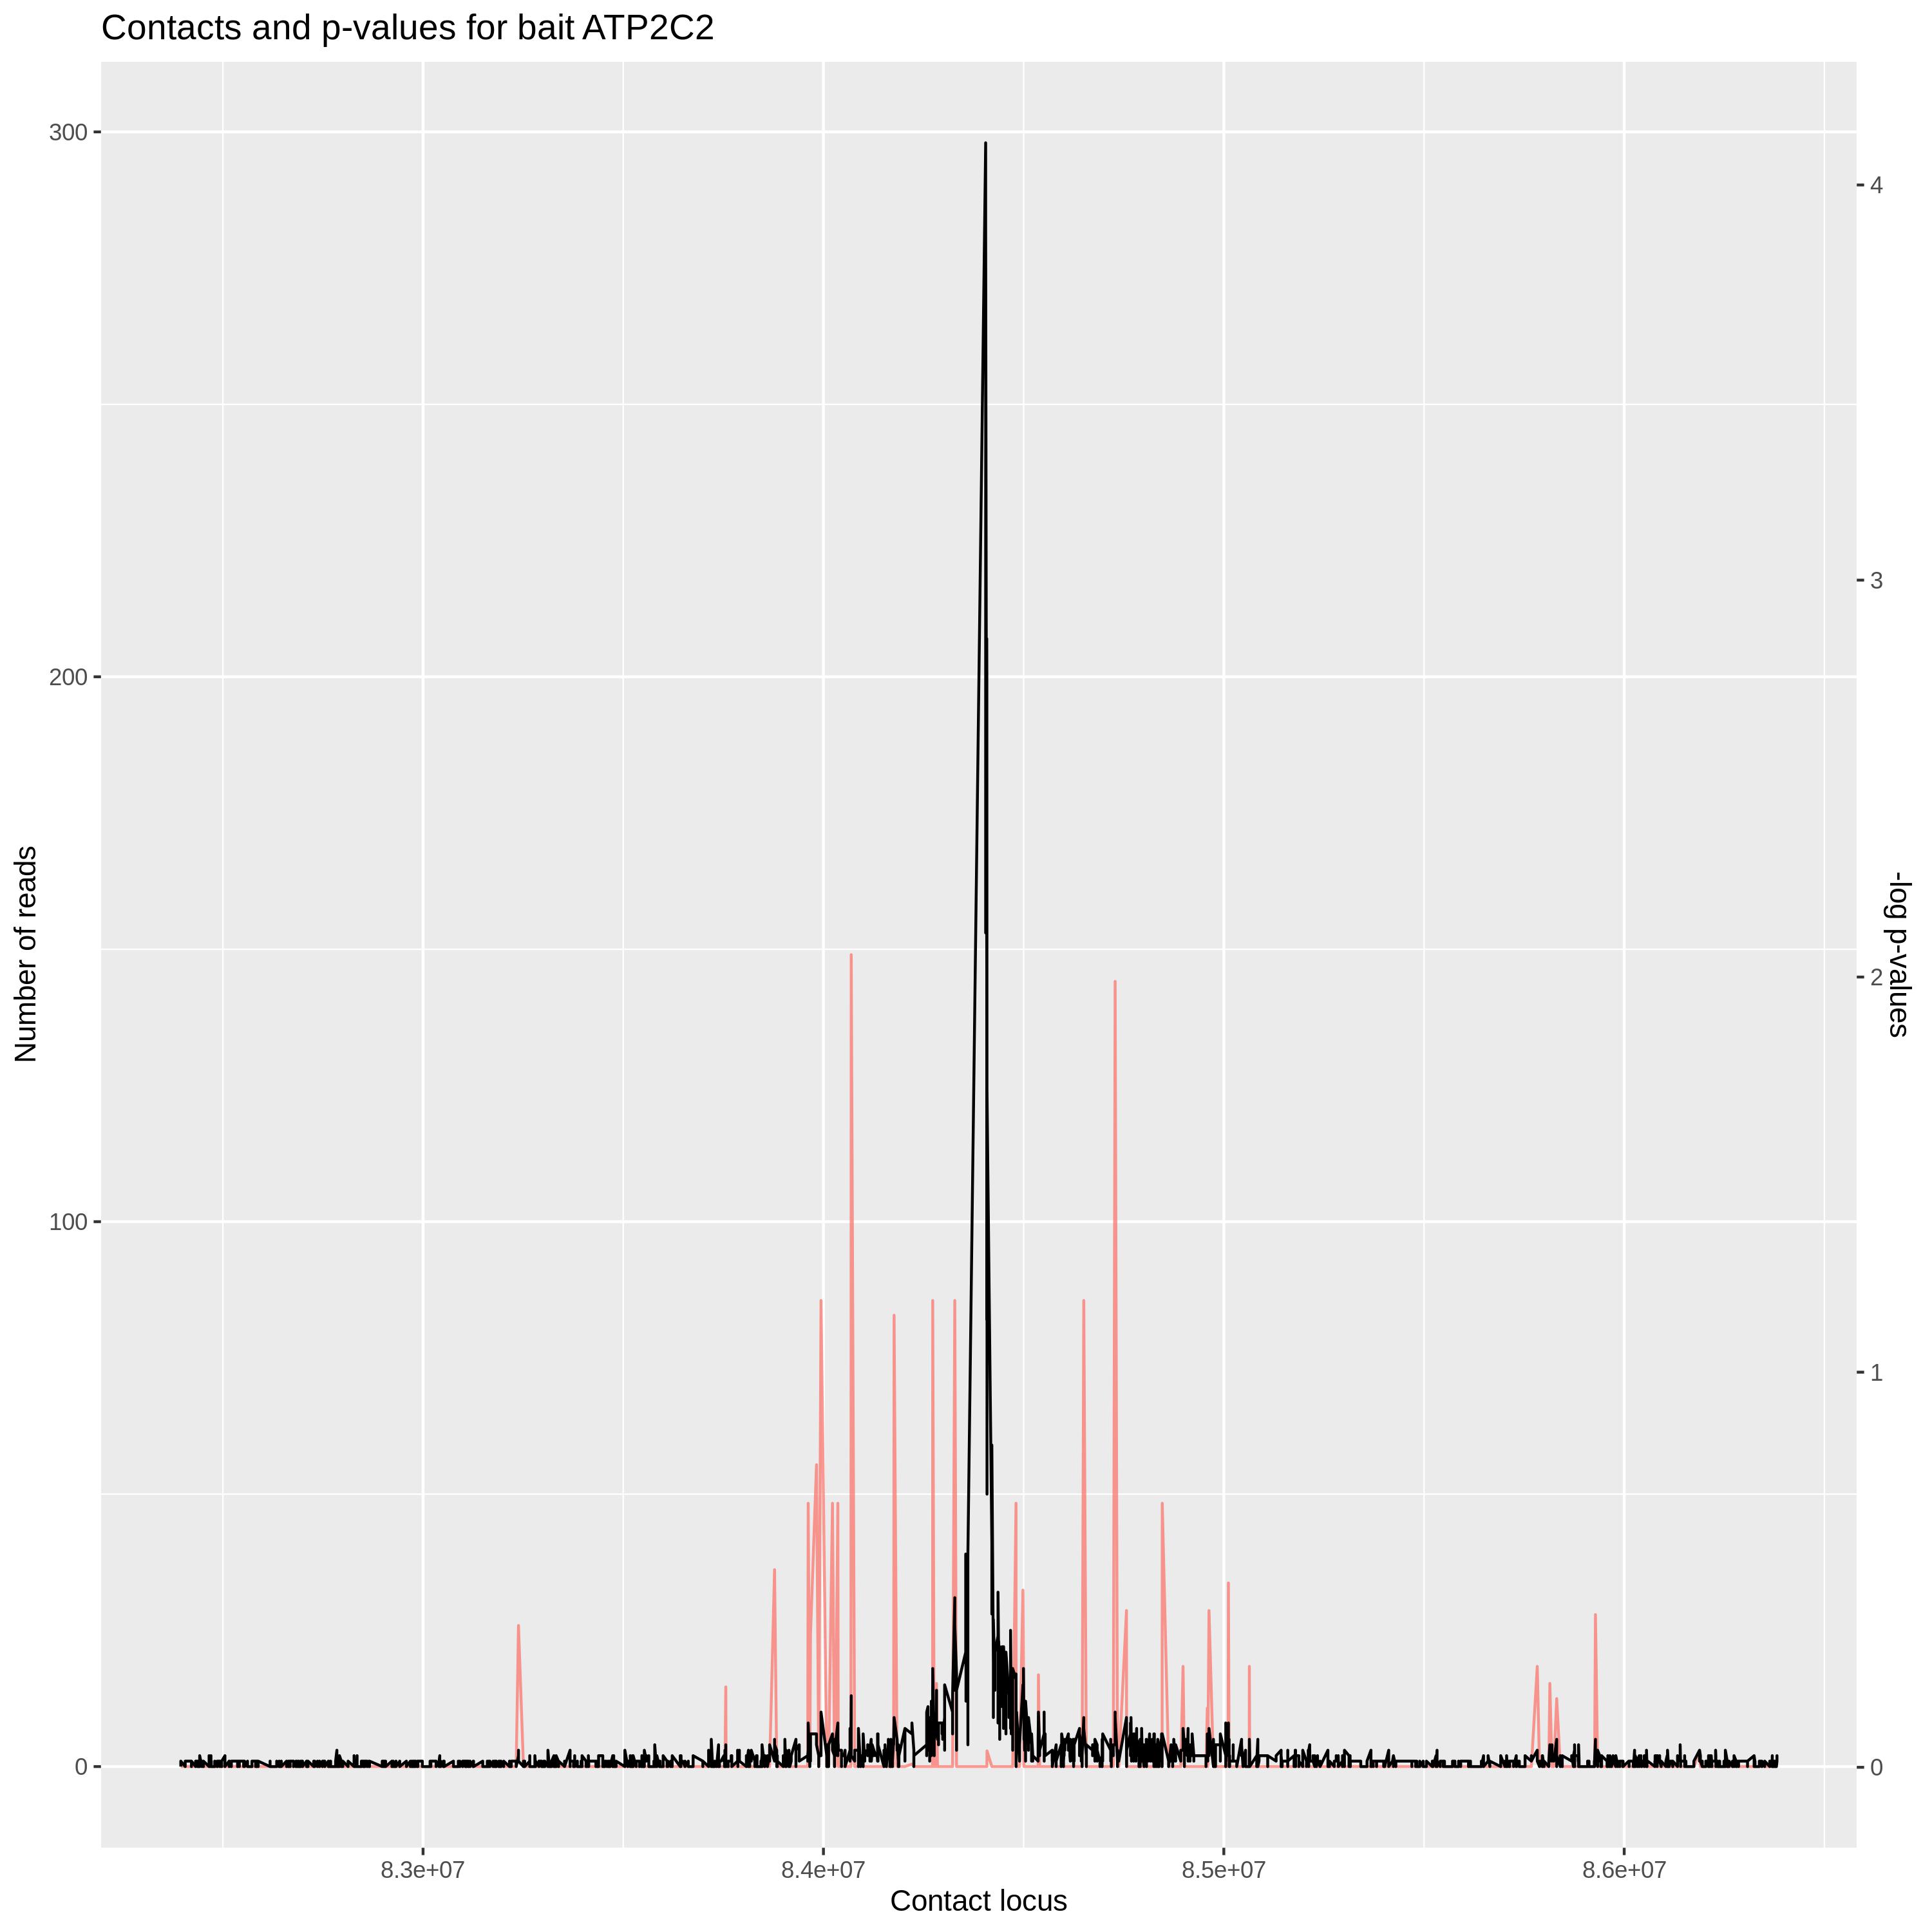 Contacts and p-values for bait ATP2C2
300
200
100
0
Number of reads
4
3
2
1
0
-log p-values
8.3e+07
8.4e+07
8.5e+07
8.6e+07
Contact locus